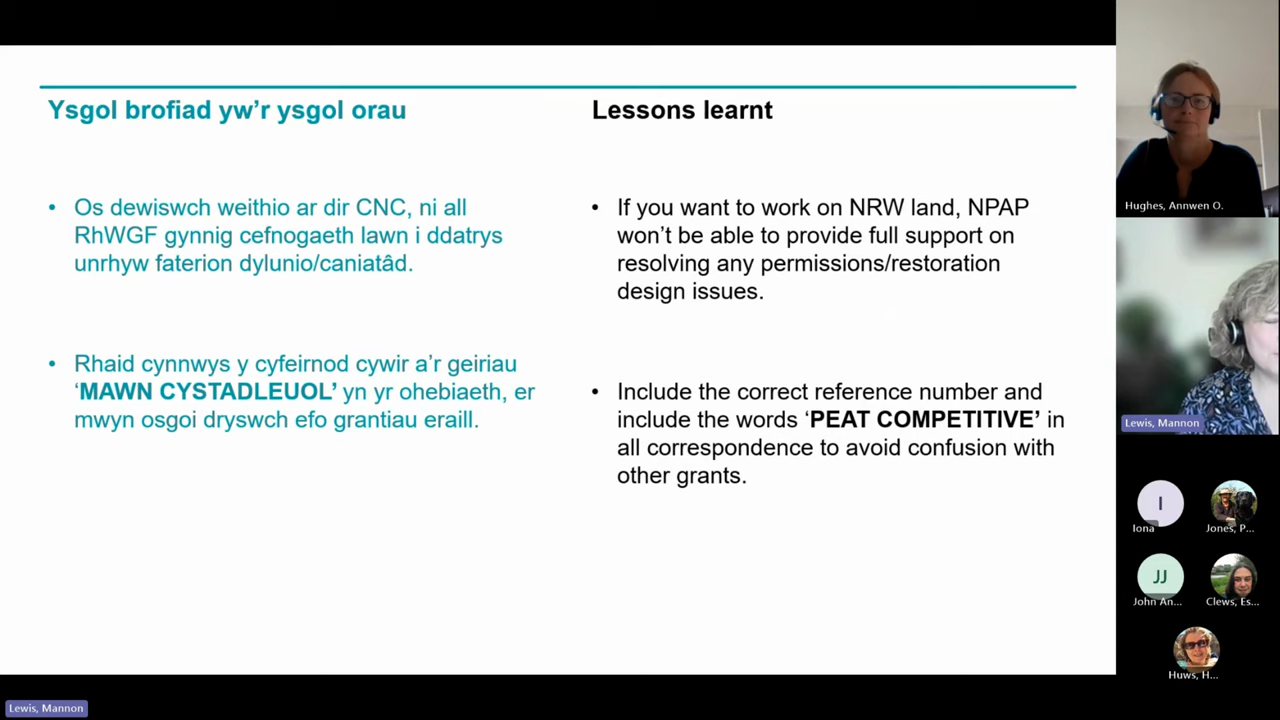 Ysgol brofiad yw'r ysgol orau
• Os dewiswch weithio ar dir CNC, ni all
RhWGF gynnig cefnogaeth lawn i ddatrys
unrhyw faterion dylunio/caniatâd.
• Rhaid cynnwys y cyfeirnod cywir a'r geiriau
'MAWN CYSTADLEUOL' yn yr ohebiaeth, er
mwyn osgoi dryswch efo grantiau eraill.
Lessons learnt
• If you want to work on NRW land, NPAP
won't be able to provide full support on
resolving any permissions/restoration
design issues.
• Include the correct reference number and
include the words 'PEAT COMPETITIVE' in
all correspondence to avoid confusion with
other grants.
Hughes, Annwen O.
Lewis, Mannon
I
Iona
Jones, P...
JJ
John An...
Clews, Es...
Huws, H...
Lewis, Mannon